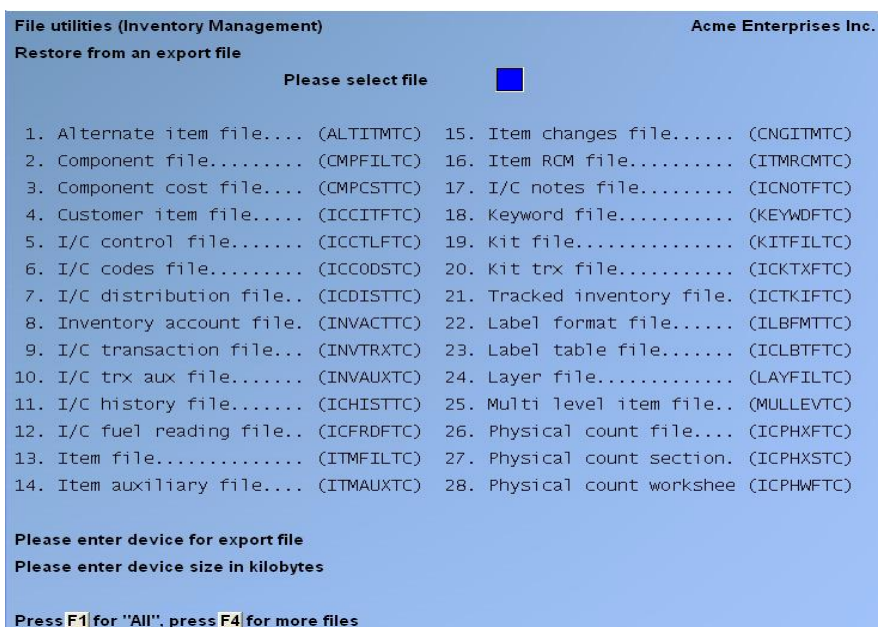 File utilities (Inventory Management) Acme Enterprises Inc.
Restore from an export file
Please select file
1. Alternate item file.... (ALTITMTC) 15. Item changes file...... (CNGITMTC)
2. Component file......... (CMPFILTC) 16. Item RCM file.......... (ITMRCMTC)
3. Component cost file.... (CMPCSTTC) 17. I/C notes file......... (ICNOTFTC)
4. Customer item file..... (ICCITFTC) 18. Keyword file........... (KEYWDFTC)
5. I/C control file....... (ICCTLFTC) 19. Kit file............... (KITFILTC)
6. I/C codes file......... (ICCODSTC) 20. Kit trx file........... (ICKTXFTC)
7. I/C distribution file.. (ICDISTTC) 21. Tracked inventory file. (ICTKIFTC)
8. Inventory account file. (INVACTTC) 22. Label format file...... (ILBFMTTC)
9. I/C transaction file... (INVTRXTC) 23. Label table file....... (ICLBTFTC)
10. I/C trx aux file....... (INVAUXTC) 24. Layer file............. (LAYFILTC)
11. I/C history file....... (ICHISTTC) 25. Multi level item file.. (MULLEVTC)
12. I/C fuel reading file.. (ICFRDFTC) 26. Physical count file.... (ICPHXFTC)
13. Item file.............. (ITMFILTC) 27. Physical count section. (ICPHXSTC)
14. Item auxiliary file.... (ITMAUXTC) 28. Physical count workshee (ICPHWFTC)
Please enter device for export file
Please enter device size in kilobytes
Press F1 for "All", press F4 for more files